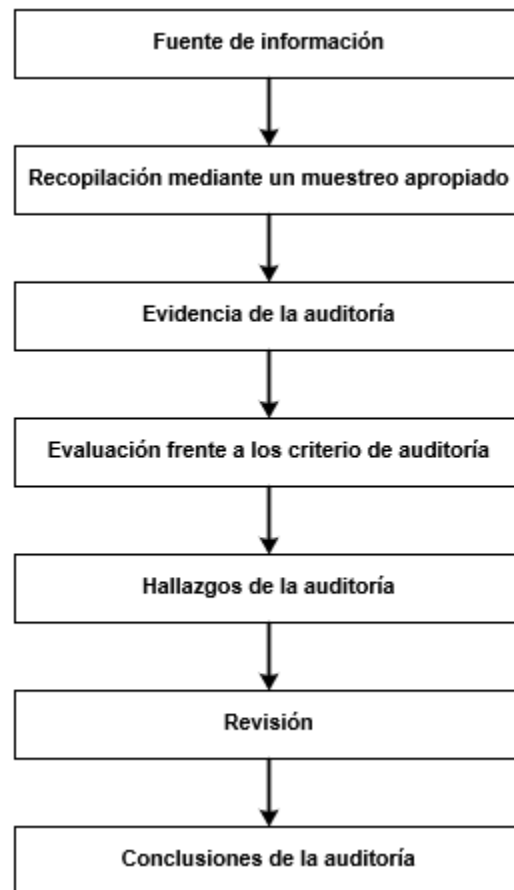 Fuente de información
Recopilación mediante un muestreo apropiado
Evidencia de la auditoría
Evaluación frente a los criterio de auditoría
Hallazgos de la auditoría
Revisión
Conclusiones de la auditoría